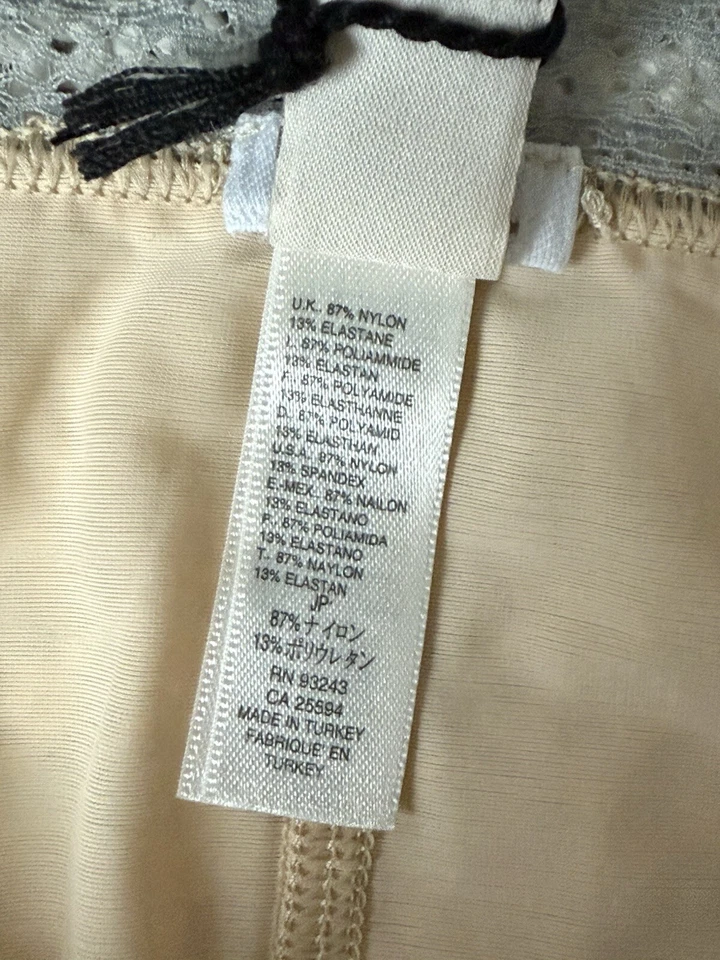 U.K.. 87% NYLON
13% ELASTANE
I.. 87% POLIAMMIDE
13% ELASTAN
F.. 87% POLYAMIDE
13% ELASTHANNE
D.. 87% POLYAMID
13% ELASTHAN
U.S.A.. 87% NYLON
13% SPANDEX
E.-MEX.. 87% NAILON
13% ELASTANO
P.. 87% POLIAMIDA
13% ELASTANO
T.. 87% NAYLON
13% ELASTAN
JP
87% ナイロン
13% ポリウレタン
RN 93243
CA 25594
MADE IN TURKEY
FABRIQUE' EN
TURKEY